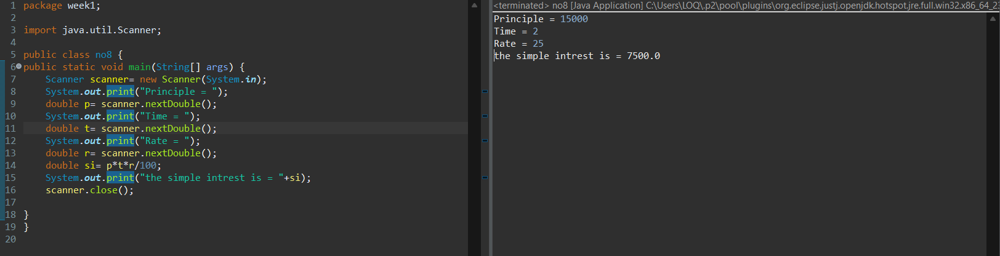 1 package week1;
2
3 import java.util.Scanner;
4
5 public class no8 {
6 public static void main(String[] args) {
7 Scanner scanner= new Scanner(System.in);
8 System.out.print("Principle = ");
9 double p= scanner.nextDouble();
10 System.out.print("Time = ");
11 double t= scanner.nextDouble();
12 System.out.print("Rate = ");
13 double r= scanner.nextDouble();
14 double si= p*t*r/100;
15 System.out.print("the simple intrest is = "+si);
16 scanner.close();
17
18 }
19 }
20
<terminated> no8 [Java Application] C:\Users\LOQ\.p2\pool\plugins\org.eclipse.justj.openjdk.hotspot.jre.full.win32.x86_64_23
Principle = 15000
Time = 2
Rate = 25
the simple intrest is = 7500.0